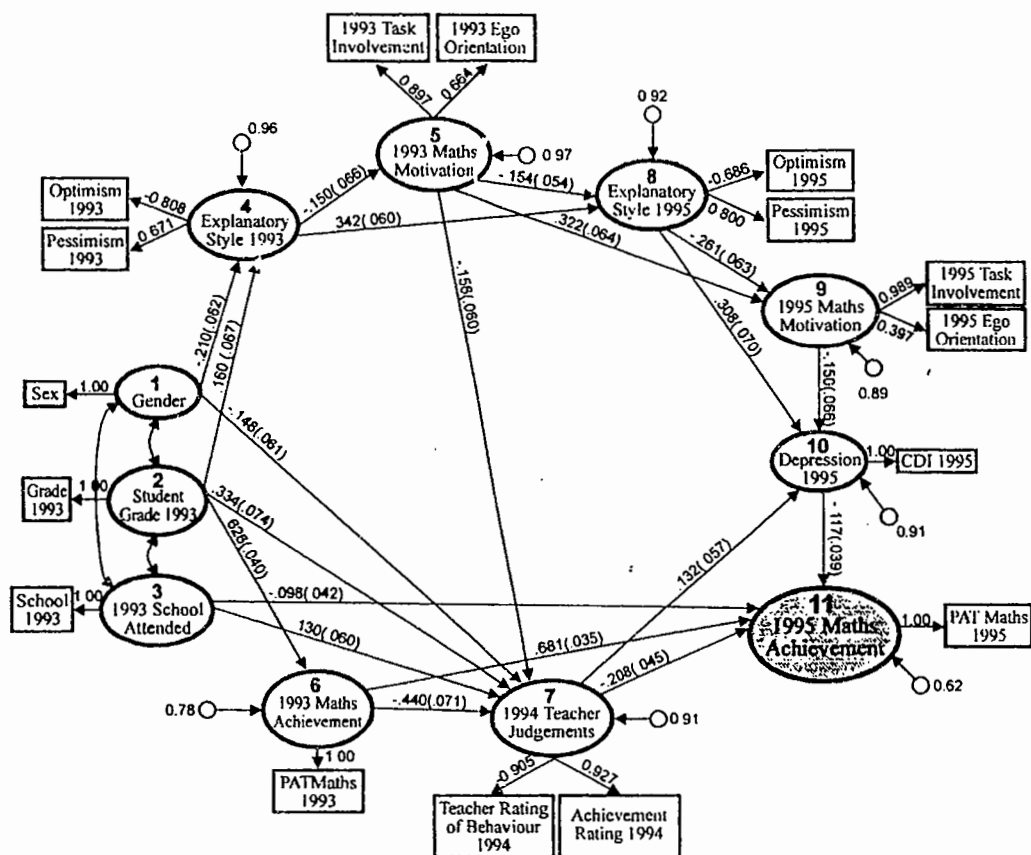 1993 Task
Involvement
1993 Ego
Orientation
0.897
0.664
0.96
0.92
5
1993 Maths
Motivation
0 97
Optimism
1993
-0.808
Pessimism
1993
0.671
4
Explanatory
Style 1993
-.150(.066)
-.154(.054)
.342(.060)
8
Explanatory
Style 1995
-0.686
0.800
Optimism
1995
Pessimism
1995
.322(.064)
-.261(.063)
-.158(.060)
.308(.070)
9
1995 Maths
Motivation
0.989
0.397
1995 Task
Involvement
1995 Ego
Orientation
0.89
-.150(.066)
-.210(.062)
.160 (.067)
Sex
1.00
1
Gender
-.148(.061)
10
Depression
1995
1.00
CDI 1995
0.91
Grade
1993
1.00
2
Student
Grade 1993
.334(.074)
.628(.040)
.132(.057)
-.117(.039)
School
1993
1.00
3
1993 School
Attended
-.098(.042)
.130(.060)
11
1995 Maths
Achievement
1.00
PAT Maths
1995
0.62
.681(.035)
-.208(.045)
0.78
6
1993 Maths
Achievement
-.440(.071)
7
1994 Teacher
Judgements
0.91
1 00
PATMaths
1993
-0.905
0.927
Teacher Rating
of Behaviour
1994
Achievement
Rating 1994